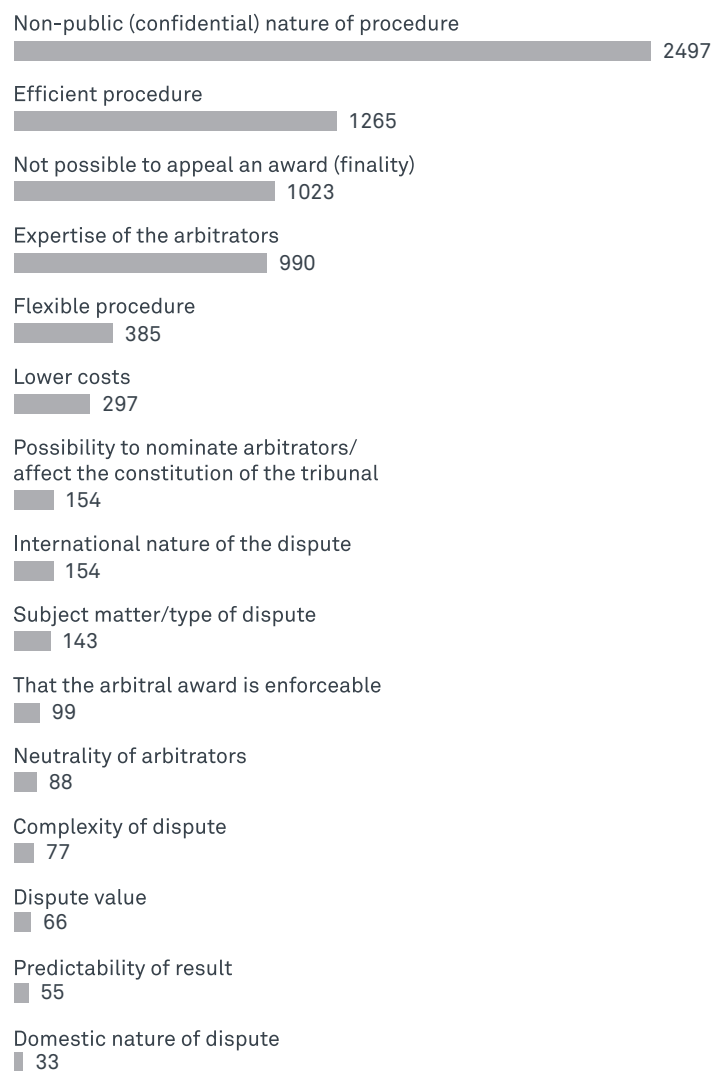 Non-public (confidential) nature of procedure
2497
Efficient procedure
1265
Not possible to appeal an award (finality)
1023
Expertise of the arbitrators
990
Flexible procedure
385
Lower costs
297
Possibility to nominate arbitrators/
affect the constitution of the tribunal
154
International nature of the dispute
154
Subject matter/type of dispute
143
That the arbitral award is enforceable
99
Neutrality of arbitrators
88
Complexity of dispute
77
Dispute value
66
Predictability of result
55
Domestic nature of dispute
33